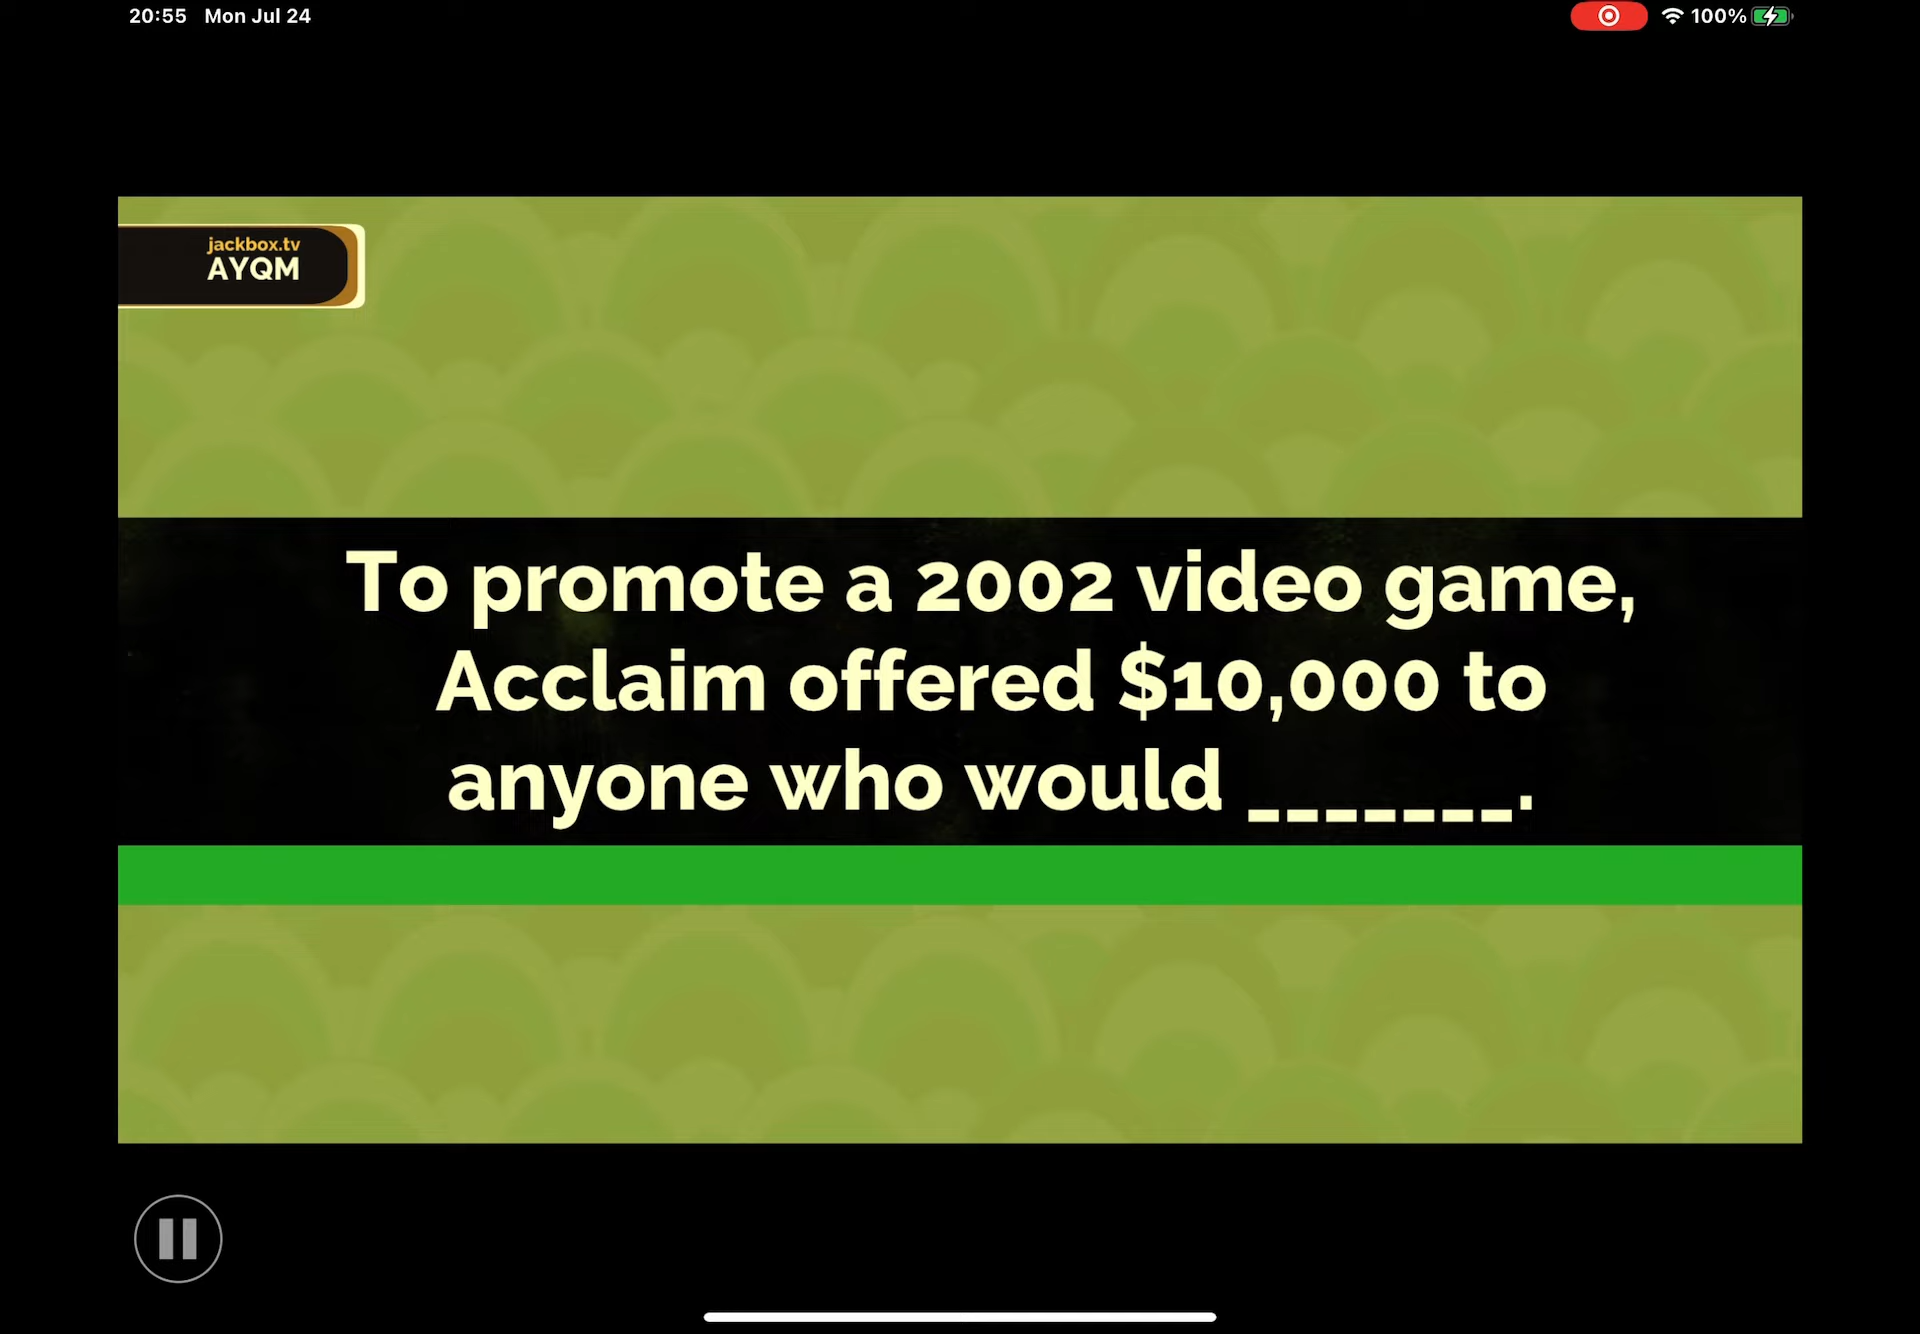 20:55 Mon Jul 24
100%
jackbox.tv
AYQM
To promote a 2002 video game,
Acclaim offered $10,000 to
anyone who would _______.